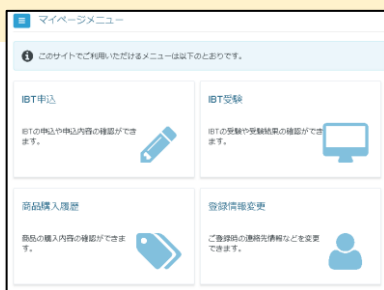 マイページメニュー
このサイトでご利用いただけるメニューは以下のとおりです。
IBT申込
IBTの申込や申込内容の確認ができ
ます。
IBT受験
IBTの受験や受験結果の確認ができ
ます。
商品購入履歴
商品の購入内容の確認ができま
す。
登録情報変更
ご登録時の連絡先情報などを変更
できます。